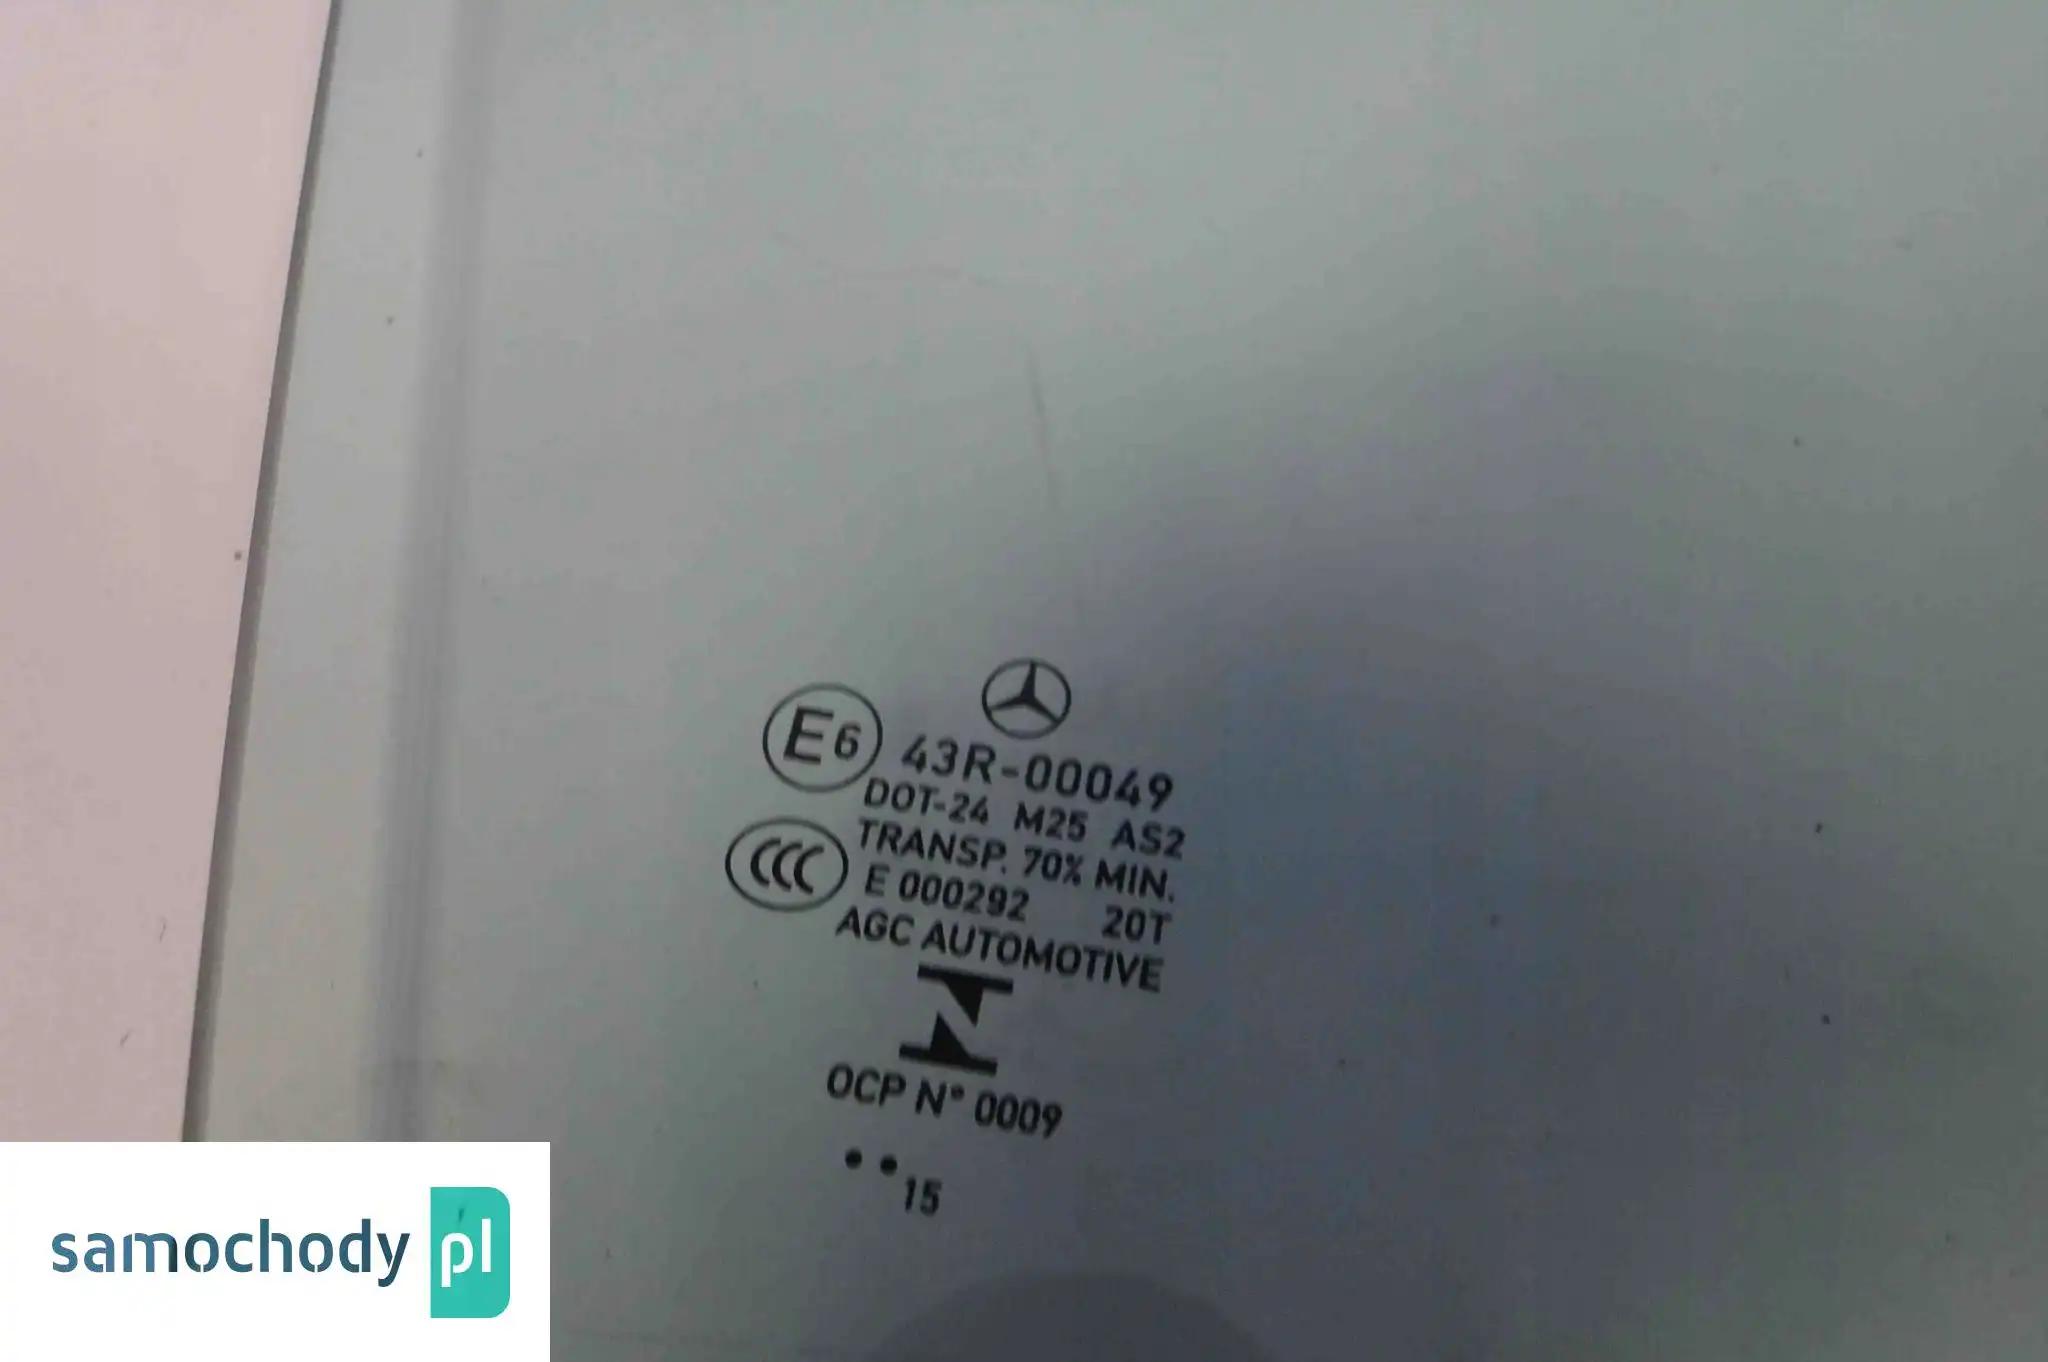 E6 43R-00049
DOT-24 M25 AS2
TRANSP. 70% MIN.
CCC E 000292 20T
AGC AUTOMOTIVE
OCP N° 0009
• • 15
samochody pl